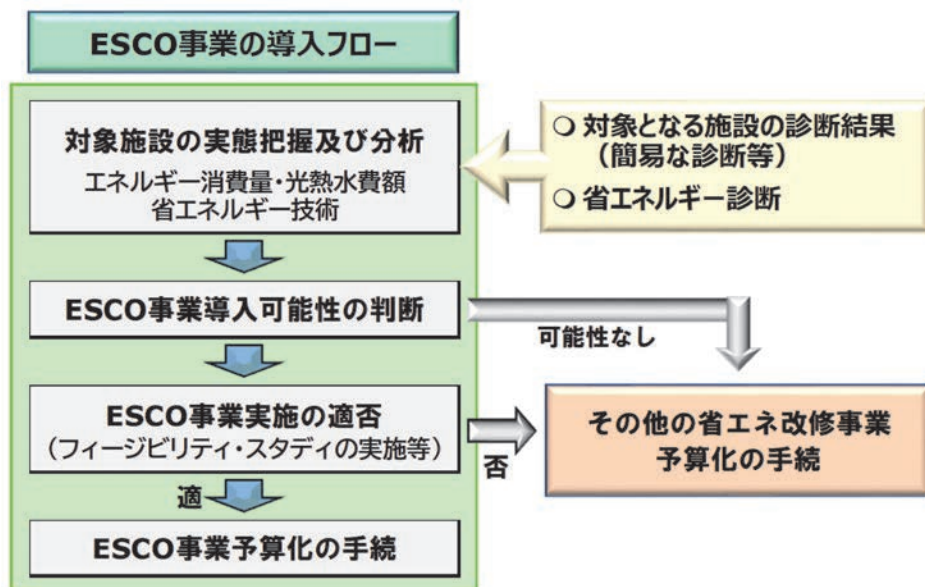 ESCO事業の導入フロー
対象施設の実態把握及び分析
エネルギー消費量・光熱水費額
省エネルギー技術
○ 対象となる施設の診断結果
（簡易な診断等）
○ 省エネルギー診断
ESCO事業導入可能性の判断
可能性なし
ESCO事業実施の適否
（フィージビリティ・スタディの実施等）
否
その他の省エネ改修事業
予算化の手続
適
ESCO事業予算化の手続